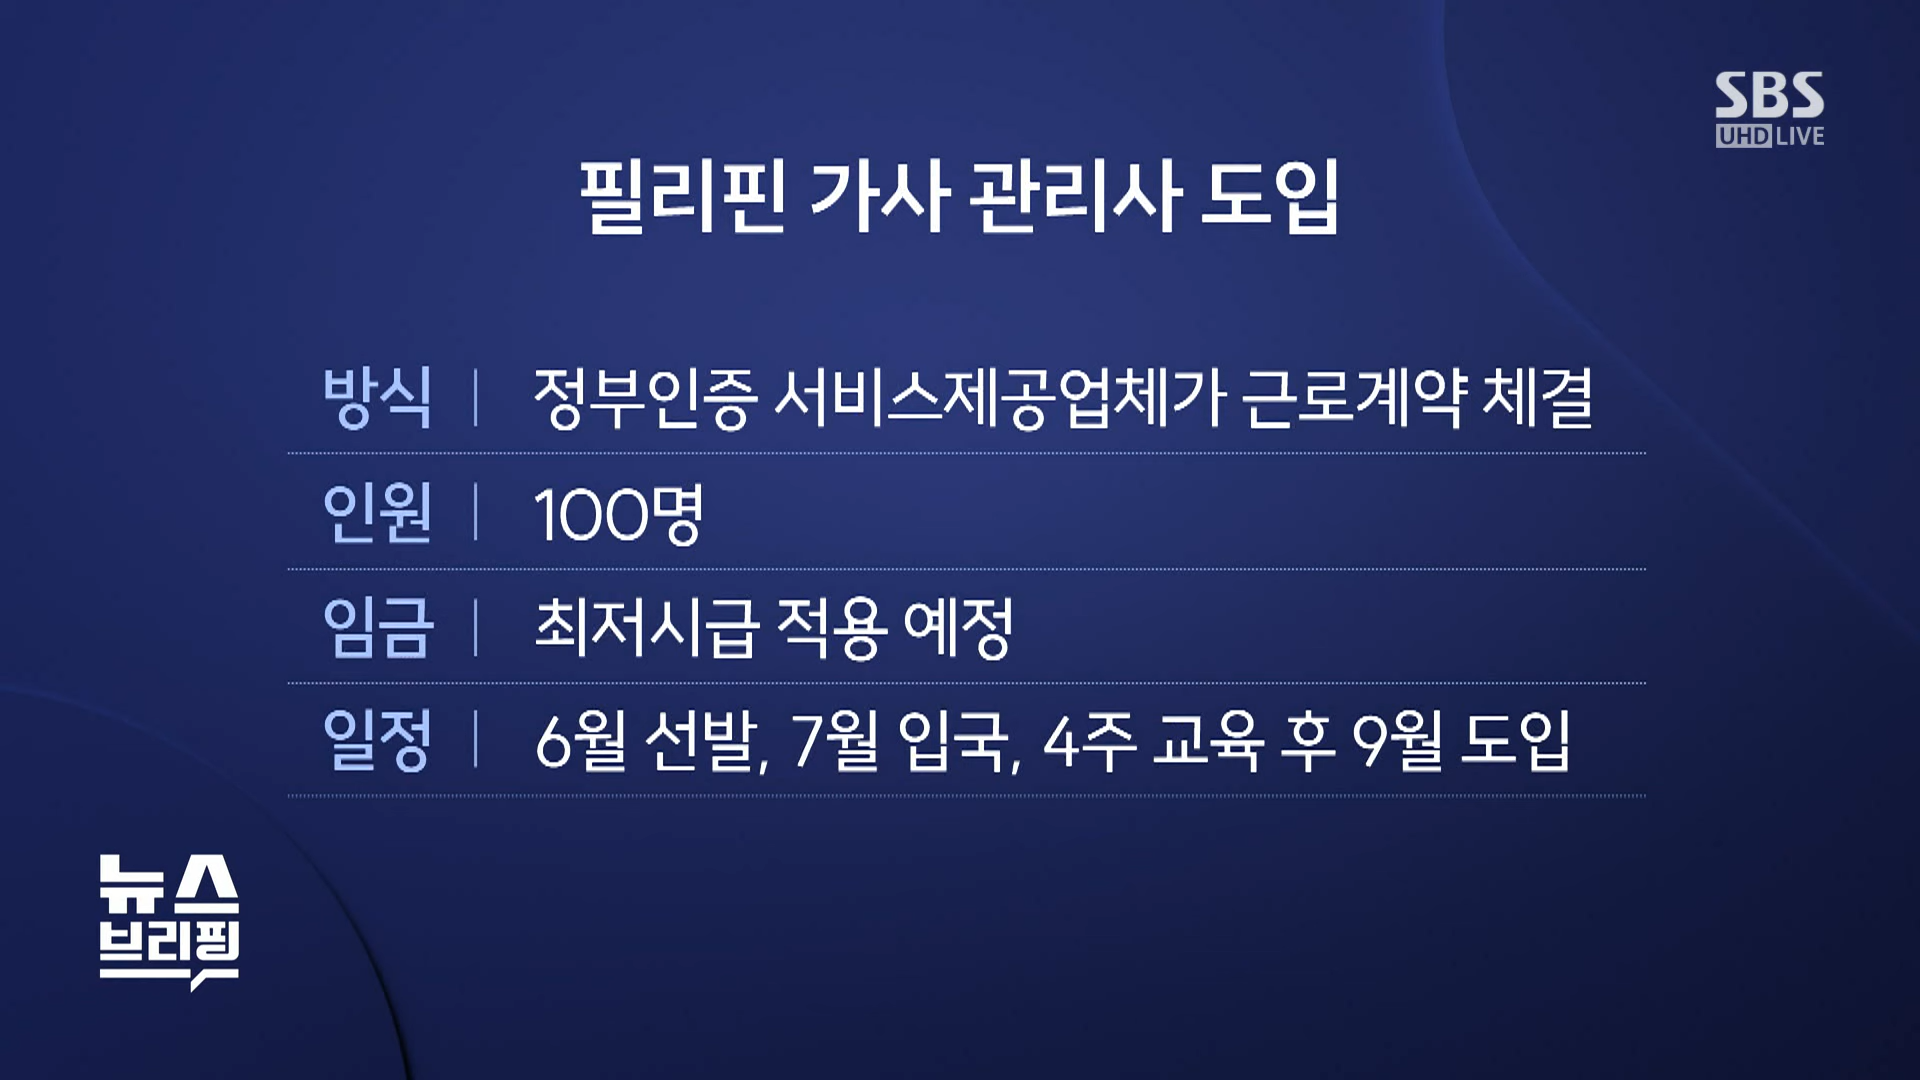 SBS
UHD LIVE
필리핀 가사 관리사 도입
방식 | 정부인증 서비스제공업체가 근로계약 체결
인원 | 100명
임금 | 최저시급 적용 예정
일정 | 6월 선발, 7월 입국, 4주 교육 후 9월 도입
뉴스
브리핑